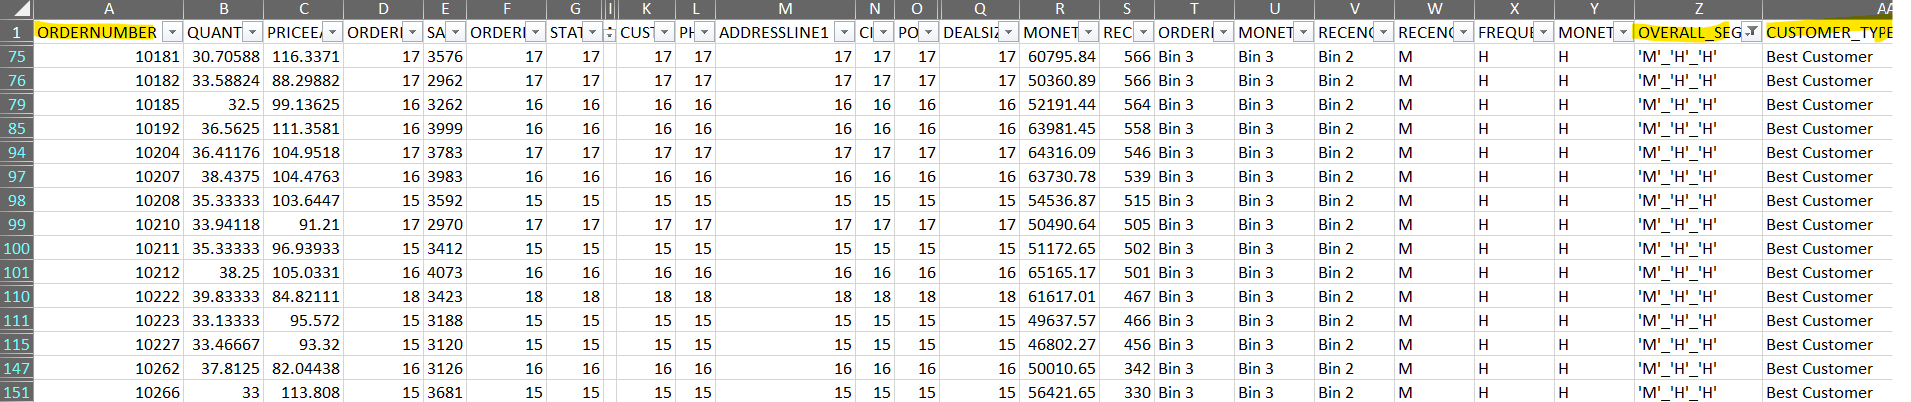 A B C D E F G I K L M N O Q R S T U V W X Y Z AA
1 ORDERNUMBER QUANT PRICEEA ORDERI SA ORDERI STAT CUST PH ADDRESSLINE1 CI PO DEALSIZ MONET REC ORDERI MONET RECENC RECENC FREQUE MONET OVERALL_SEG CUSTOMER_TYPE
75 10181 30.70588 116.3371 17 3576 17 17 17 17 17 17 17 17 60795.84 566 Bin 3 Bin 3 Bin 2 M H H 'M'_'H'_'H' Best Customer
76 10182 33.58824 88.29882 17 2962 17 17 17 17 17 17 17 17 50360.89 566 Bin 3 Bin 3 Bin 2 M H H 'M'_'H'_'H' Best Customer
79 10185 32.5 99.13625 16 3262 16 16 16 16 16 16 16 16 52191.44 564 Bin 3 Bin 3 Bin 2 M H H 'M'_'H'_'H' Best Customer
85 10192 36.5625 111.3581 16 3999 16 16 16 16 16 16 16 16 63981.45 558 Bin 3 Bin 3 Bin 2 M H H 'M'_'H'_'H' Best Customer
94 10204 36.41176 104.9518 17 3783 17 17 17 17 17 17 17 17 64316.09 546 Bin 3 Bin 3 Bin 2 M H H 'M'_'H'_'H' Best Customer
97 10207 38.4375 104.4763 16 3983 16 16 16 16 16 16 16 16 63730.78 539 Bin 3 Bin 3 Bin 2 M H H 'M'_'H'_'H' Best Customer
98 10208 35.33333 103.6447 15 3592 15 15 15 15 15 15 15 15 54536.87 515 Bin 3 Bin 3 Bin 2 M H H 'M'_'H'_'H' Best Customer
99 10210 33.94118 91.21 17 2970 17 17 17 17 17 17 17 17 50490.64 505 Bin 3 Bin 3 Bin 2 M H H 'M'_'H'_'H' Best Customer
100 10211 35.33333 96.93933 15 3412 15 15 15 15 15 15 15 15 51172.65 502 Bin 3 Bin 3 Bin 2 M H H 'M'_'H'_'H' Best Customer
101 10212 38.25 105.0331 16 4073 16 16 16 16 16 16 16 16 65165.17 501 Bin 3 Bin 3 Bin 2 M H H 'M'_'H'_'H' Best Customer
110 10222 39.83333 84.82111 18 3423 18 18 18 18 18 18 18 18 61617.01 467 Bin 3 Bin 3 Bin 2 M H H 'M'_'H'_'H' Best Customer
111 10223 33.13333 95.572 15 3188 15 15 15 15 15 15 15 15 49637.57 466 Bin 3 Bin 3 Bin 2 M H H 'M'_'H'_'H' Best Customer
115 10227 33.46667 93.32 15 3120 15 15 15 15 15 15 15 15 46802.27 456 Bin 3 Bin 3 Bin 2 M H H 'M'_'H'_'H' Best Customer
147 10262 37.8125 82.04438 16 3126 16 16 16 16 16 16 16 16 50010.65 342 Bin 3 Bin 3 Bin 2 M H H 'M'_'H'_'H' Best Customer
151 10266 33 113.808 15 3681 15 15 15 15 15 15 15 15 56421.65 330 Bin 3 Bin 3 Bin 2 M H H 'M'_'H'_'H' Best Customer